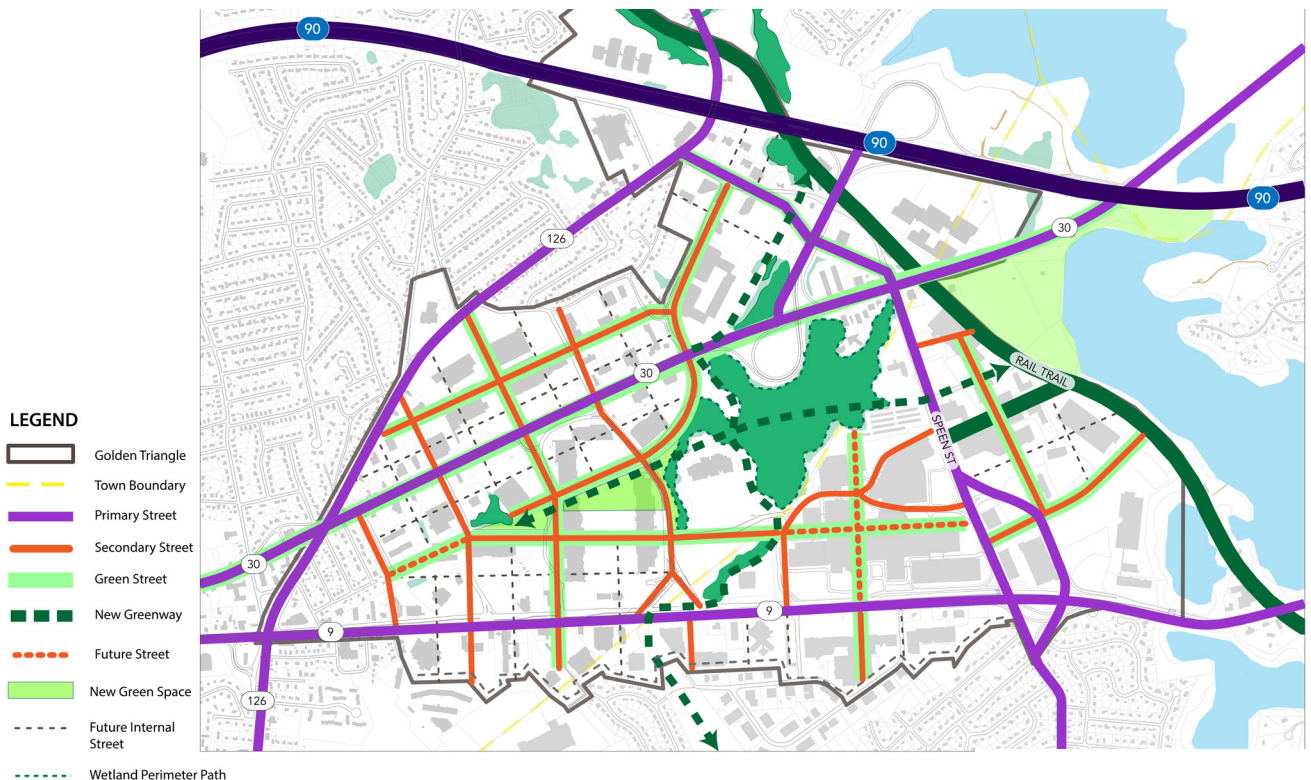 90
90
90
30
126
30
RAIL TRAIL
SPEEN ST
30
9
9
126
LEGEND
Golden Triangle
Town Boundary
Primary Street
Secondary Street
Green Street
New Greenway
Future Street
New Green Space
Future Internal
Street
Wetland Perimeter Path